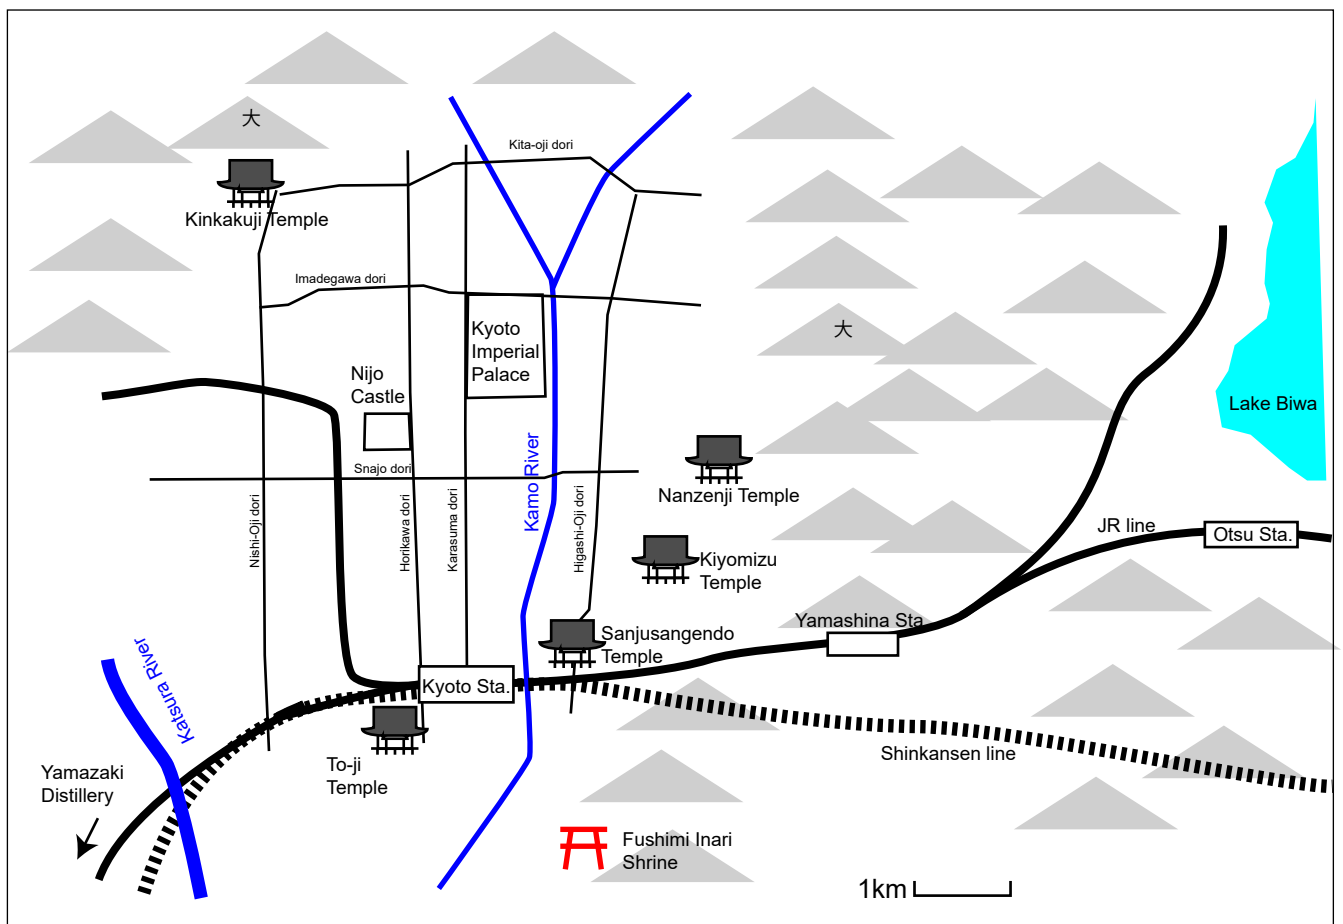 大
Kita-oji dori
Kinkakuji Temple
Imadegawa dori
Kyoto
Imperial
Palace
大
Nijo
Castle
Lake Biwa
Snajo dori
Kamo River
Nanzenji Temple
Nishi-Oji dori
Horikawa dori
Karasuma dori
Higashi-Oji dori
JR line
Otsu Sta.
Kiyomizu
Temple
Yamashina Sta.
Sanjusangendo
Temple
Katsura River
Kyoto Sta.
Shinkansen line
To-ji
Temple
Yamazaki
Distillery
Fushimi Inari
Shrine
1km